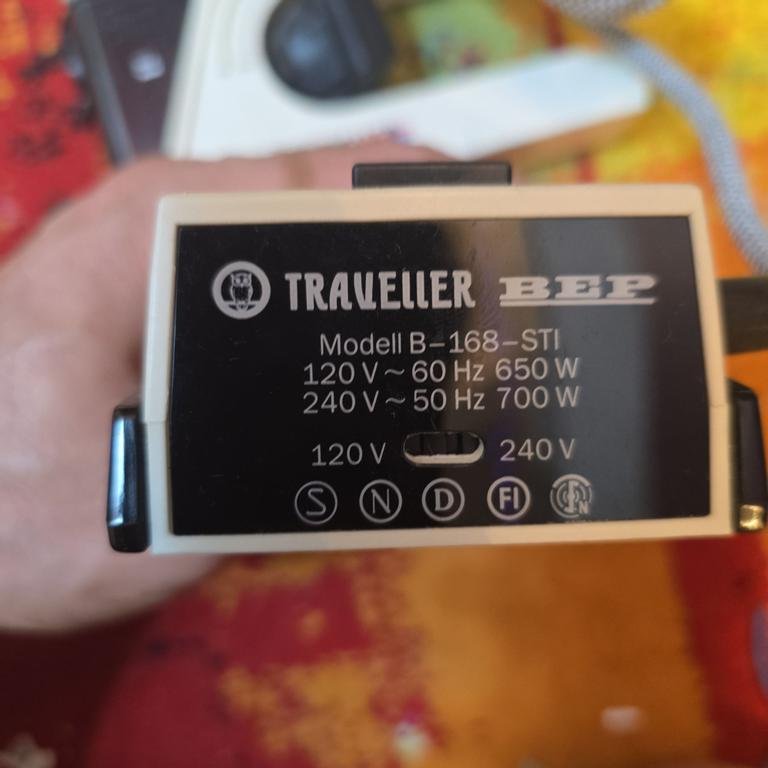 TRAVELLER BEP
Modell B-168-STI
120 V ~ 60 Hz 650 W
240 V ~ 50 Hz 700 W
120 V 240 V
S N D FI N